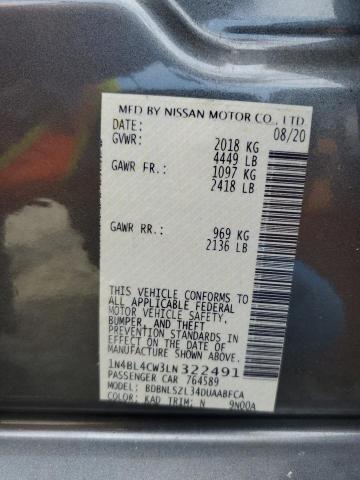 MFD BY NISSAN MOTOR CO., LTD
DATE: 08/20
GVWR: 2018 KG
4449 LB
GAWR FR.: 1097 KG
2418 LB
GAWR RR.: 969 KG
2136 LB
THIS VEHICLE CONFORMS TO
ALL APPLICABLE FEDERAL
MOTOR VEHICLE SAFETY,
BUMPER, AND THEFT
PREVENTION STANDARDS
IN EFFECT ON THE DATE OF
MANUFACTURE SHOWN ABOVE.
1N4BL4CW3LN322491
PASSENGER CAR 764589
MODEL: BDBNLSZL34DUAABFCA
COLOR: KAD TRIM: N 9N00A